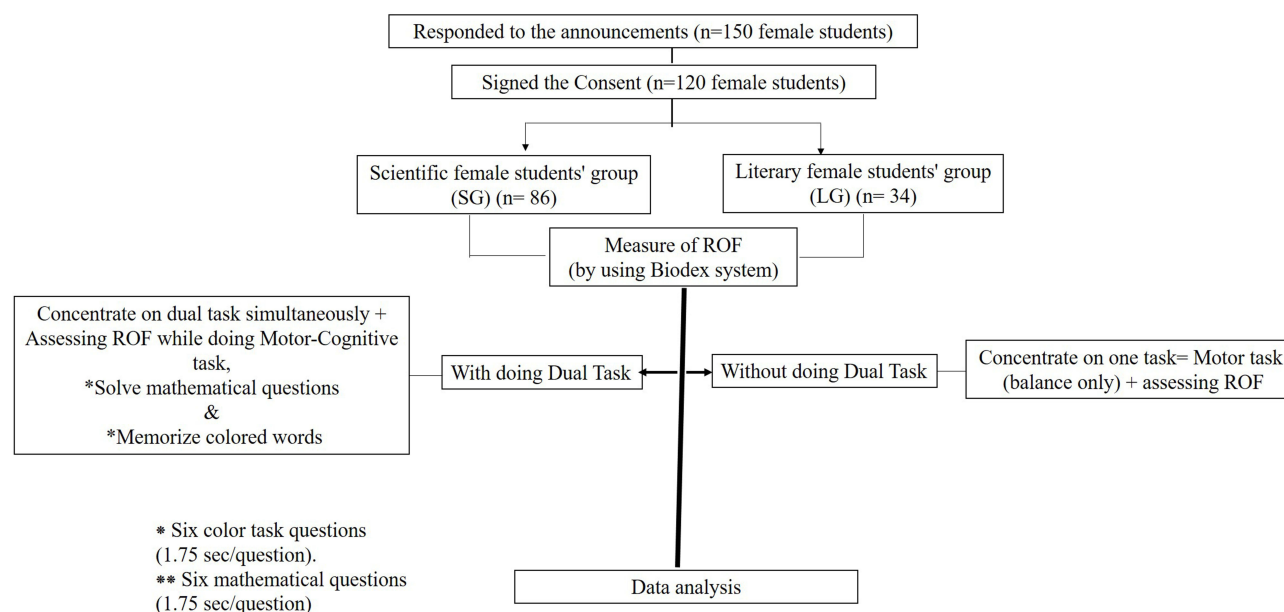 Responded to the announcements (n=150 female students)
Signed the Consent (n=120 female students)
Scientific female students' group
(SG) (n= 86)
Literary female students' group
(LG) (n= 34)
Measure of ROF
(by using Biodex system)
Concentrate on dual task simultaneously +
Assessing ROF while doing Motor-Cognitive
task,
*Solve mathematical questions
&
*Memorize colored words
With doing Dual Task
Without doing Dual Task
Concentrate on one task= Motor task
(balance only) + assessing ROF
* Six color task questions
(1.75 sec/question).
** Six mathematical questions
(1.75 sec/question)
Data analysis